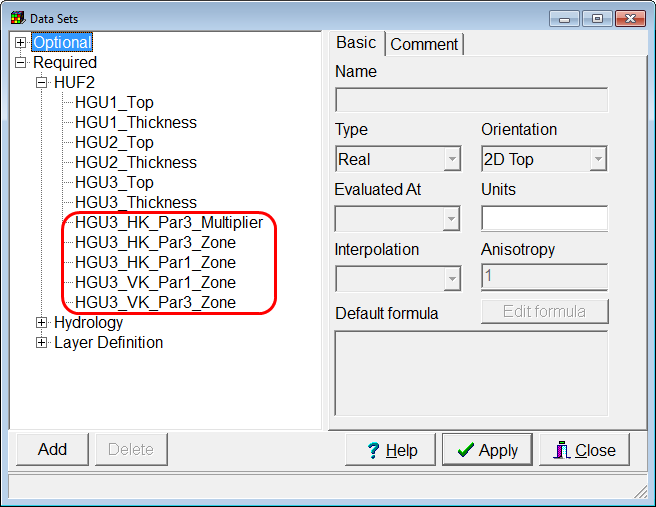 Data Sets
Optional
Required
HUF2
HGU1_Top
HGU1_Thickness
HGU2_Top
HGU2_Thickness
HGU3_Top
HGU3_Thickness
HGU3_HK_Par3_Multiplier
HGU3_HK_Par3_Zone
HGU3_HK_Par1_Zone
HGU3_VK_Par1_Zone
HGU3_VK_Par3_Zone
Hydrology
Layer Definition
Basic Comment
Name
Type Orientation
Real 2D Top
Evaluated At Units
Interpolation Anisotropy
1
Default formula Edit formula
Add Delete ? Help Apply Close